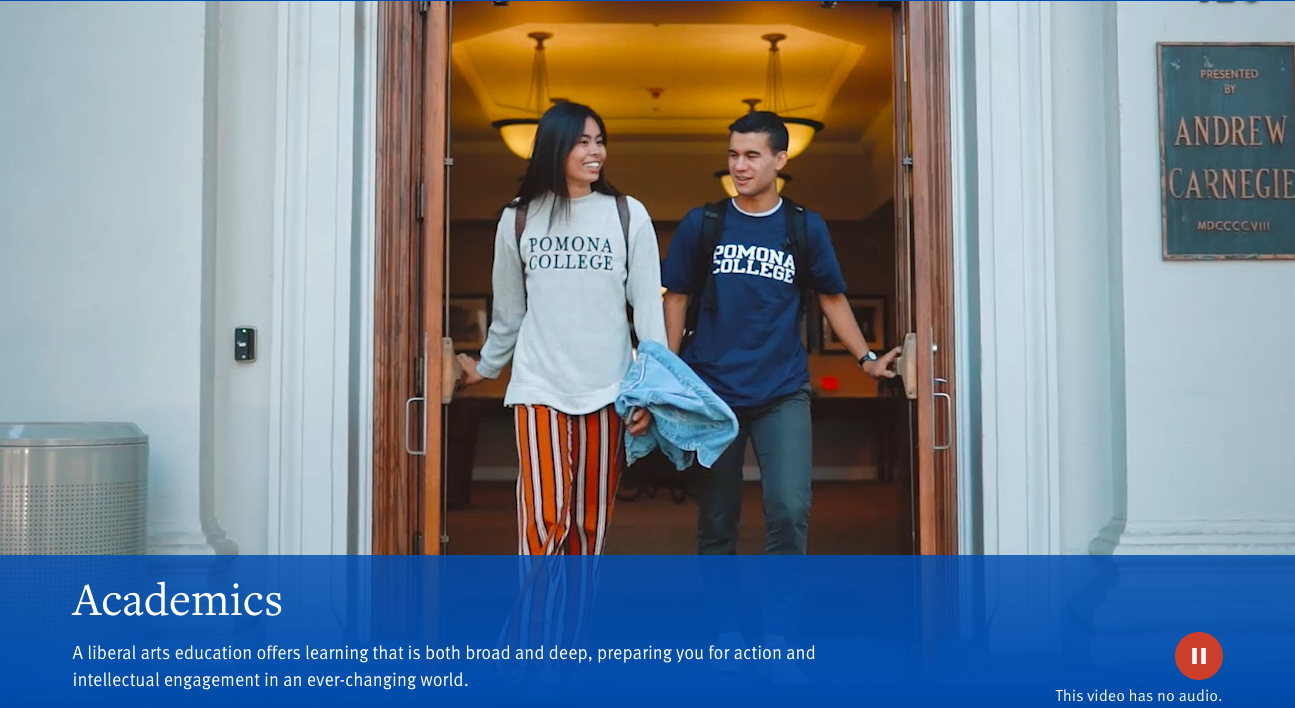 PRESENTED
BY
ANDREW
CARNEGIE
MDCCCCVIII
POMONA
COLLEGE
POMONA
COLLEGE
Academics
A liberal arts education offers learning that is both broad and deep, preparing you for action and
intellectual engagement in an ever-changing world.
This video has no audio.